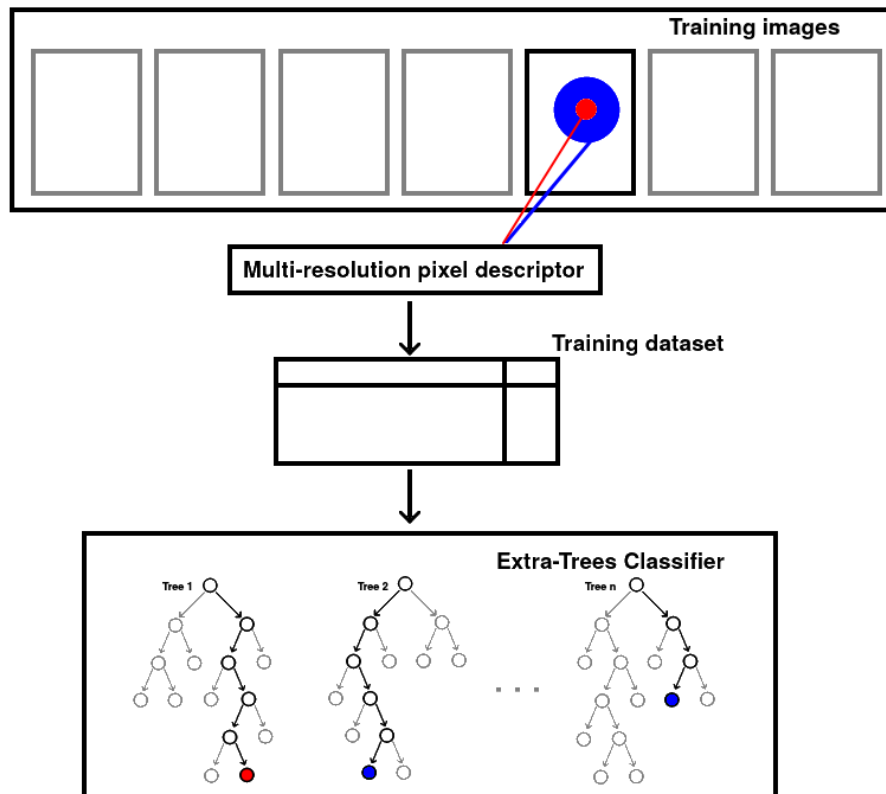 Training images
Multi-resolution pixel descriptor
Training dataset
Extra-Trees Classifier
Tree 1
Tree 2
Tree n
. . .